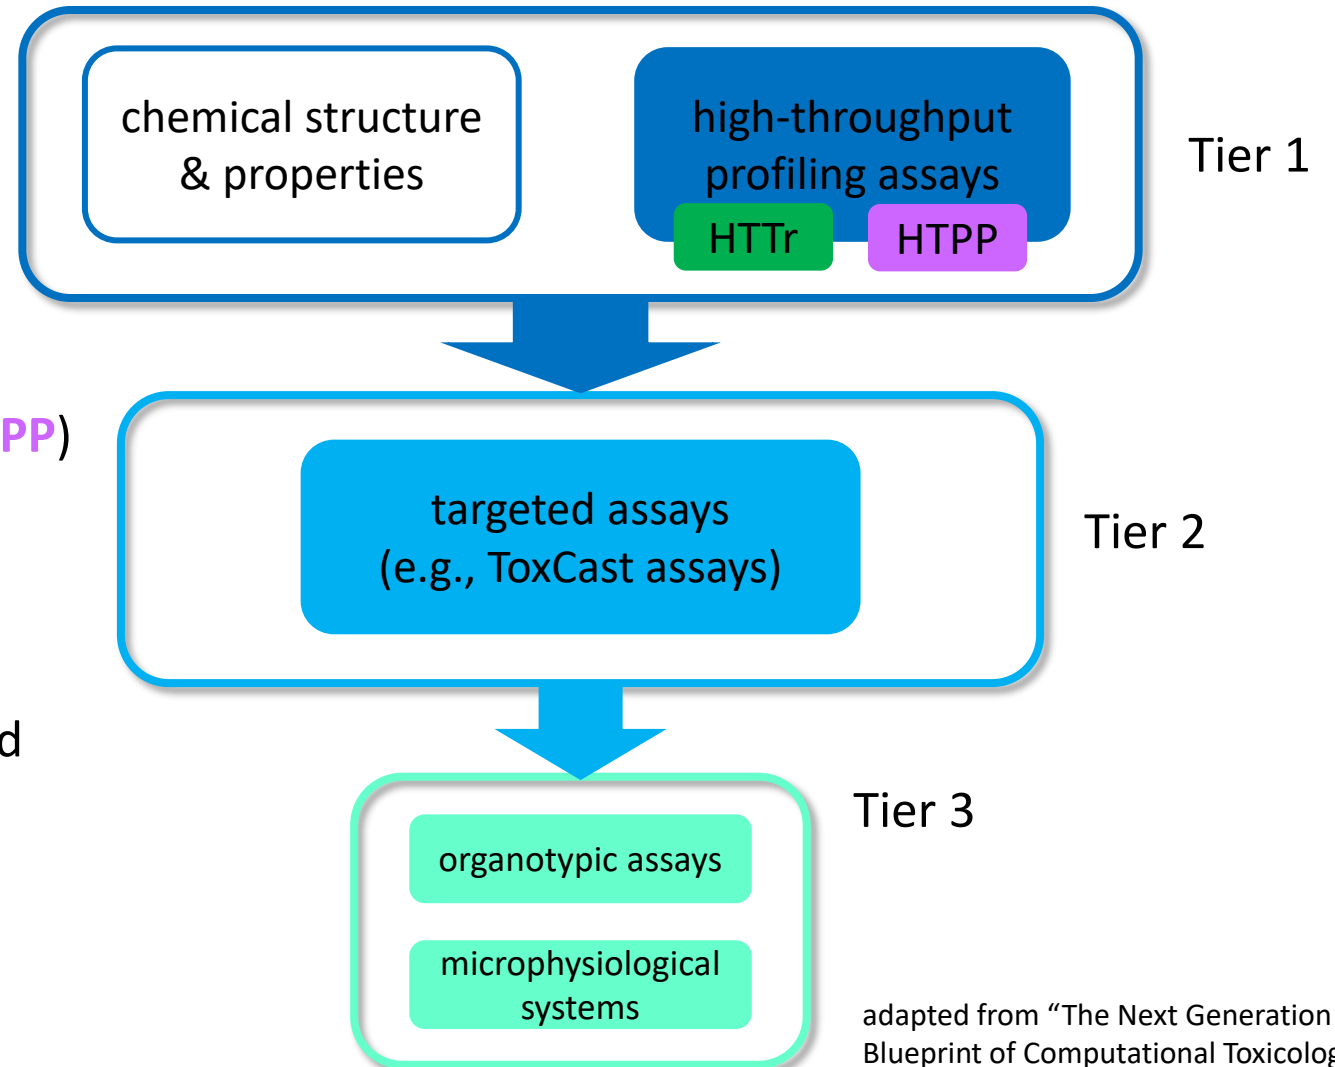 chemical structure
& properties
high-throughput
profiling assays
HTTr
HTPP
Tier 1
PP)
targeted assays
(e.g., ToxCast assays)
Tier 2
d
Tier 3
organotypic assays
microphysiological
systems
adapted from “The Next Generation
Blueprint of Computational Toxicolog